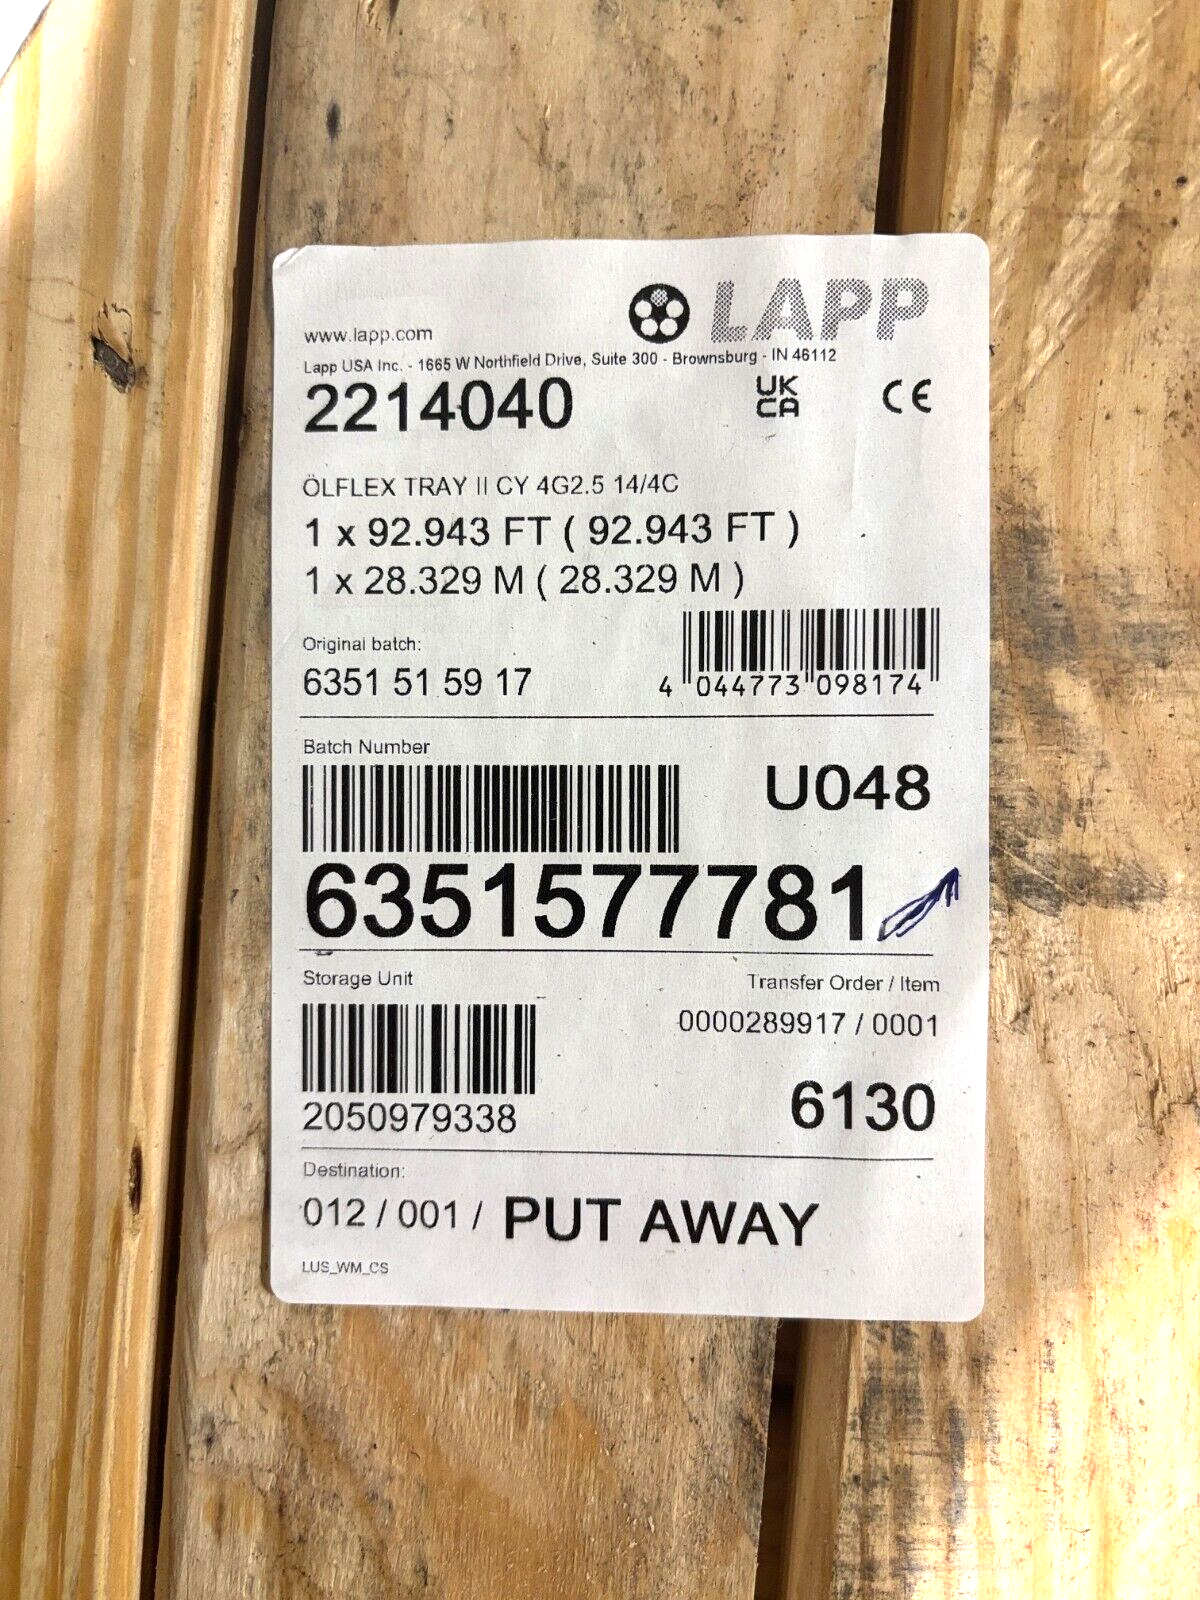 LAPP
www.lapp.com
Lapp USA Inc. - 1665 W Northfield Drive, Suite 300 - Brownsburg - IN 46112
2214040
UK
CA
CE
ÖLFLEX TRAY II CY 4G2.5 14/4C
1 x 92.943 FT ( 92.943 FT )
1 x 28.329 M ( 28.329 M )
Original batch:
6351 51 59 17
4 044773 098174
Batch Number
U048
6351577781
Storage Unit
Transfer Order / Item
0000289917 / 0001
2050979338
6130
Destination:
012 / 001 / PUT AWAY
LUS_WM_CS